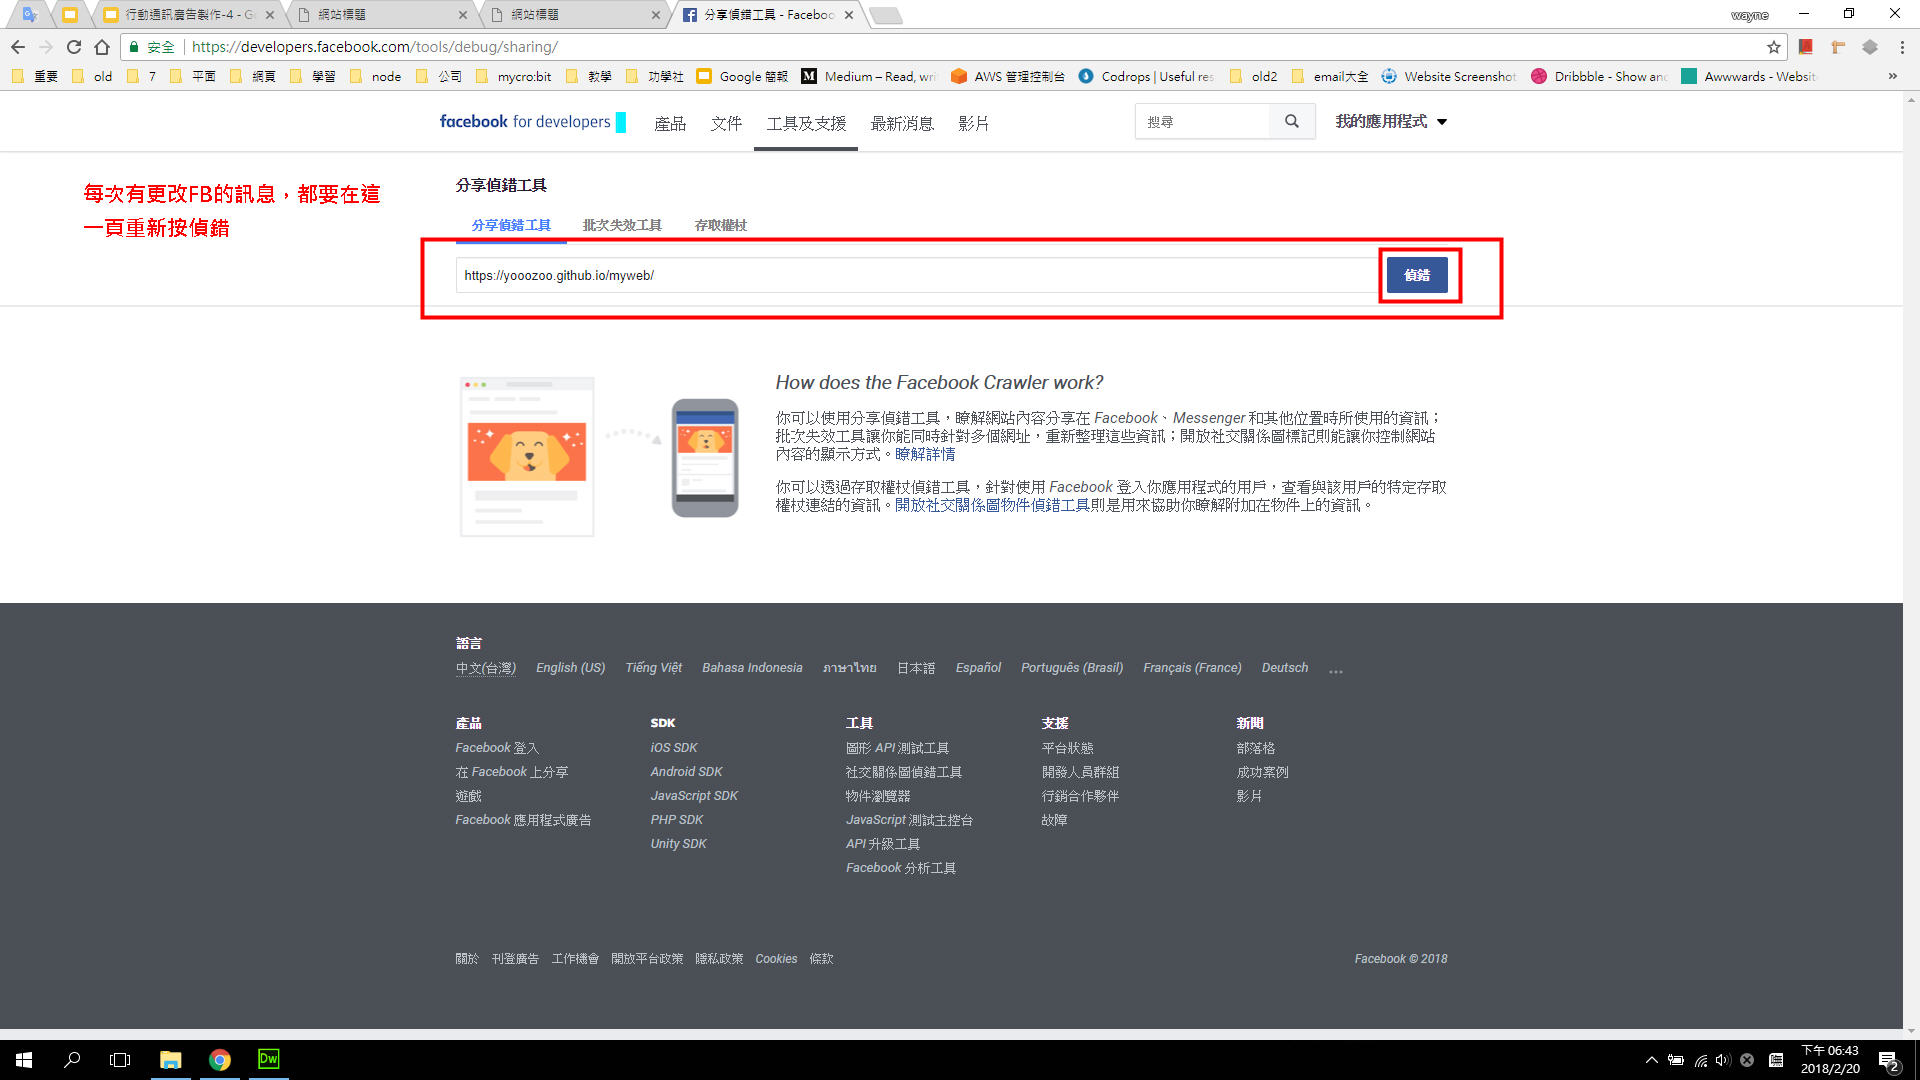 行動通訊廣告製作-4 - G
網站標題
網站標題
分享偵錯工具 - Faceboo
wayne
安全
https://developers.facebook.com/tools/debug/sharing/
重要
old
7
平面
網頁
學習
node
公司
mycro:bit
教學
功學社
Google 簡報
Medium – Read, wri
AWS 管理控制台
Codrops | Useful res
old2
email大全
Website Screenshot
Dribbble - Show and
Awwwards - Websit
facebook for developers
產品
文件
工具及支援
最新消息
影片
搜尋
我的應用程式
每次有更改FB的訊息，都要在這
一頁重新按偵錯
分享偵錯工具
分享偵錯工具
批次失效工具
存取權杖
https://yooozoo.github.io/myweb/
偵錯
How does the Facebook Crawler work?
你可以使用分享偵錯工具，瞭解網站內容分享在 Facebook、Messenger 和其他位置時所使用的資訊；
批次失效工具讓你能同時針對多個網址，重新整理這些資訊；開放社交關係圖標記則能讓你控制網站
內容的顯示方式。瞭解詳情
你可以透過存取權杖偵錯工具，針對使用 Facebook 登入你應用程式的用戶，查看與該用戶的特定存取
權杖連結的資訊。開放社交關係圖物件偵錯工具則是用來協助你瞭解附加在物件上的資訊。
語言
中文(台灣)
English (US)
Tiếng Việt
Bahasa Indonesia
ภาษาไทย
日本語
Español
Português (Brasil)
Français (France)
Deutsch
...
產品
Facebook 登入
在 Facebook 上分享
遊戲
Facebook 應用程式廣告
SDK
iOS SDK
Android SDK
JavaScript SDK
PHP SDK
Unity SDK
工具
圖形 API 測試工具
社交關係圖偵錯工具
物件瀏覽器
JavaScript 測試主控台
API 升級工具
Facebook 分析工具
支援
平台狀態
開發人員群組
行銷合作夥伴
故障
新聞
部落格
成功案例
影片
關於
刊登廣告
工作機會
開放平台政策
隱私政策
Cookies
條款
Facebook © 2018
Dw
下午 06:43
2018/2/20
2